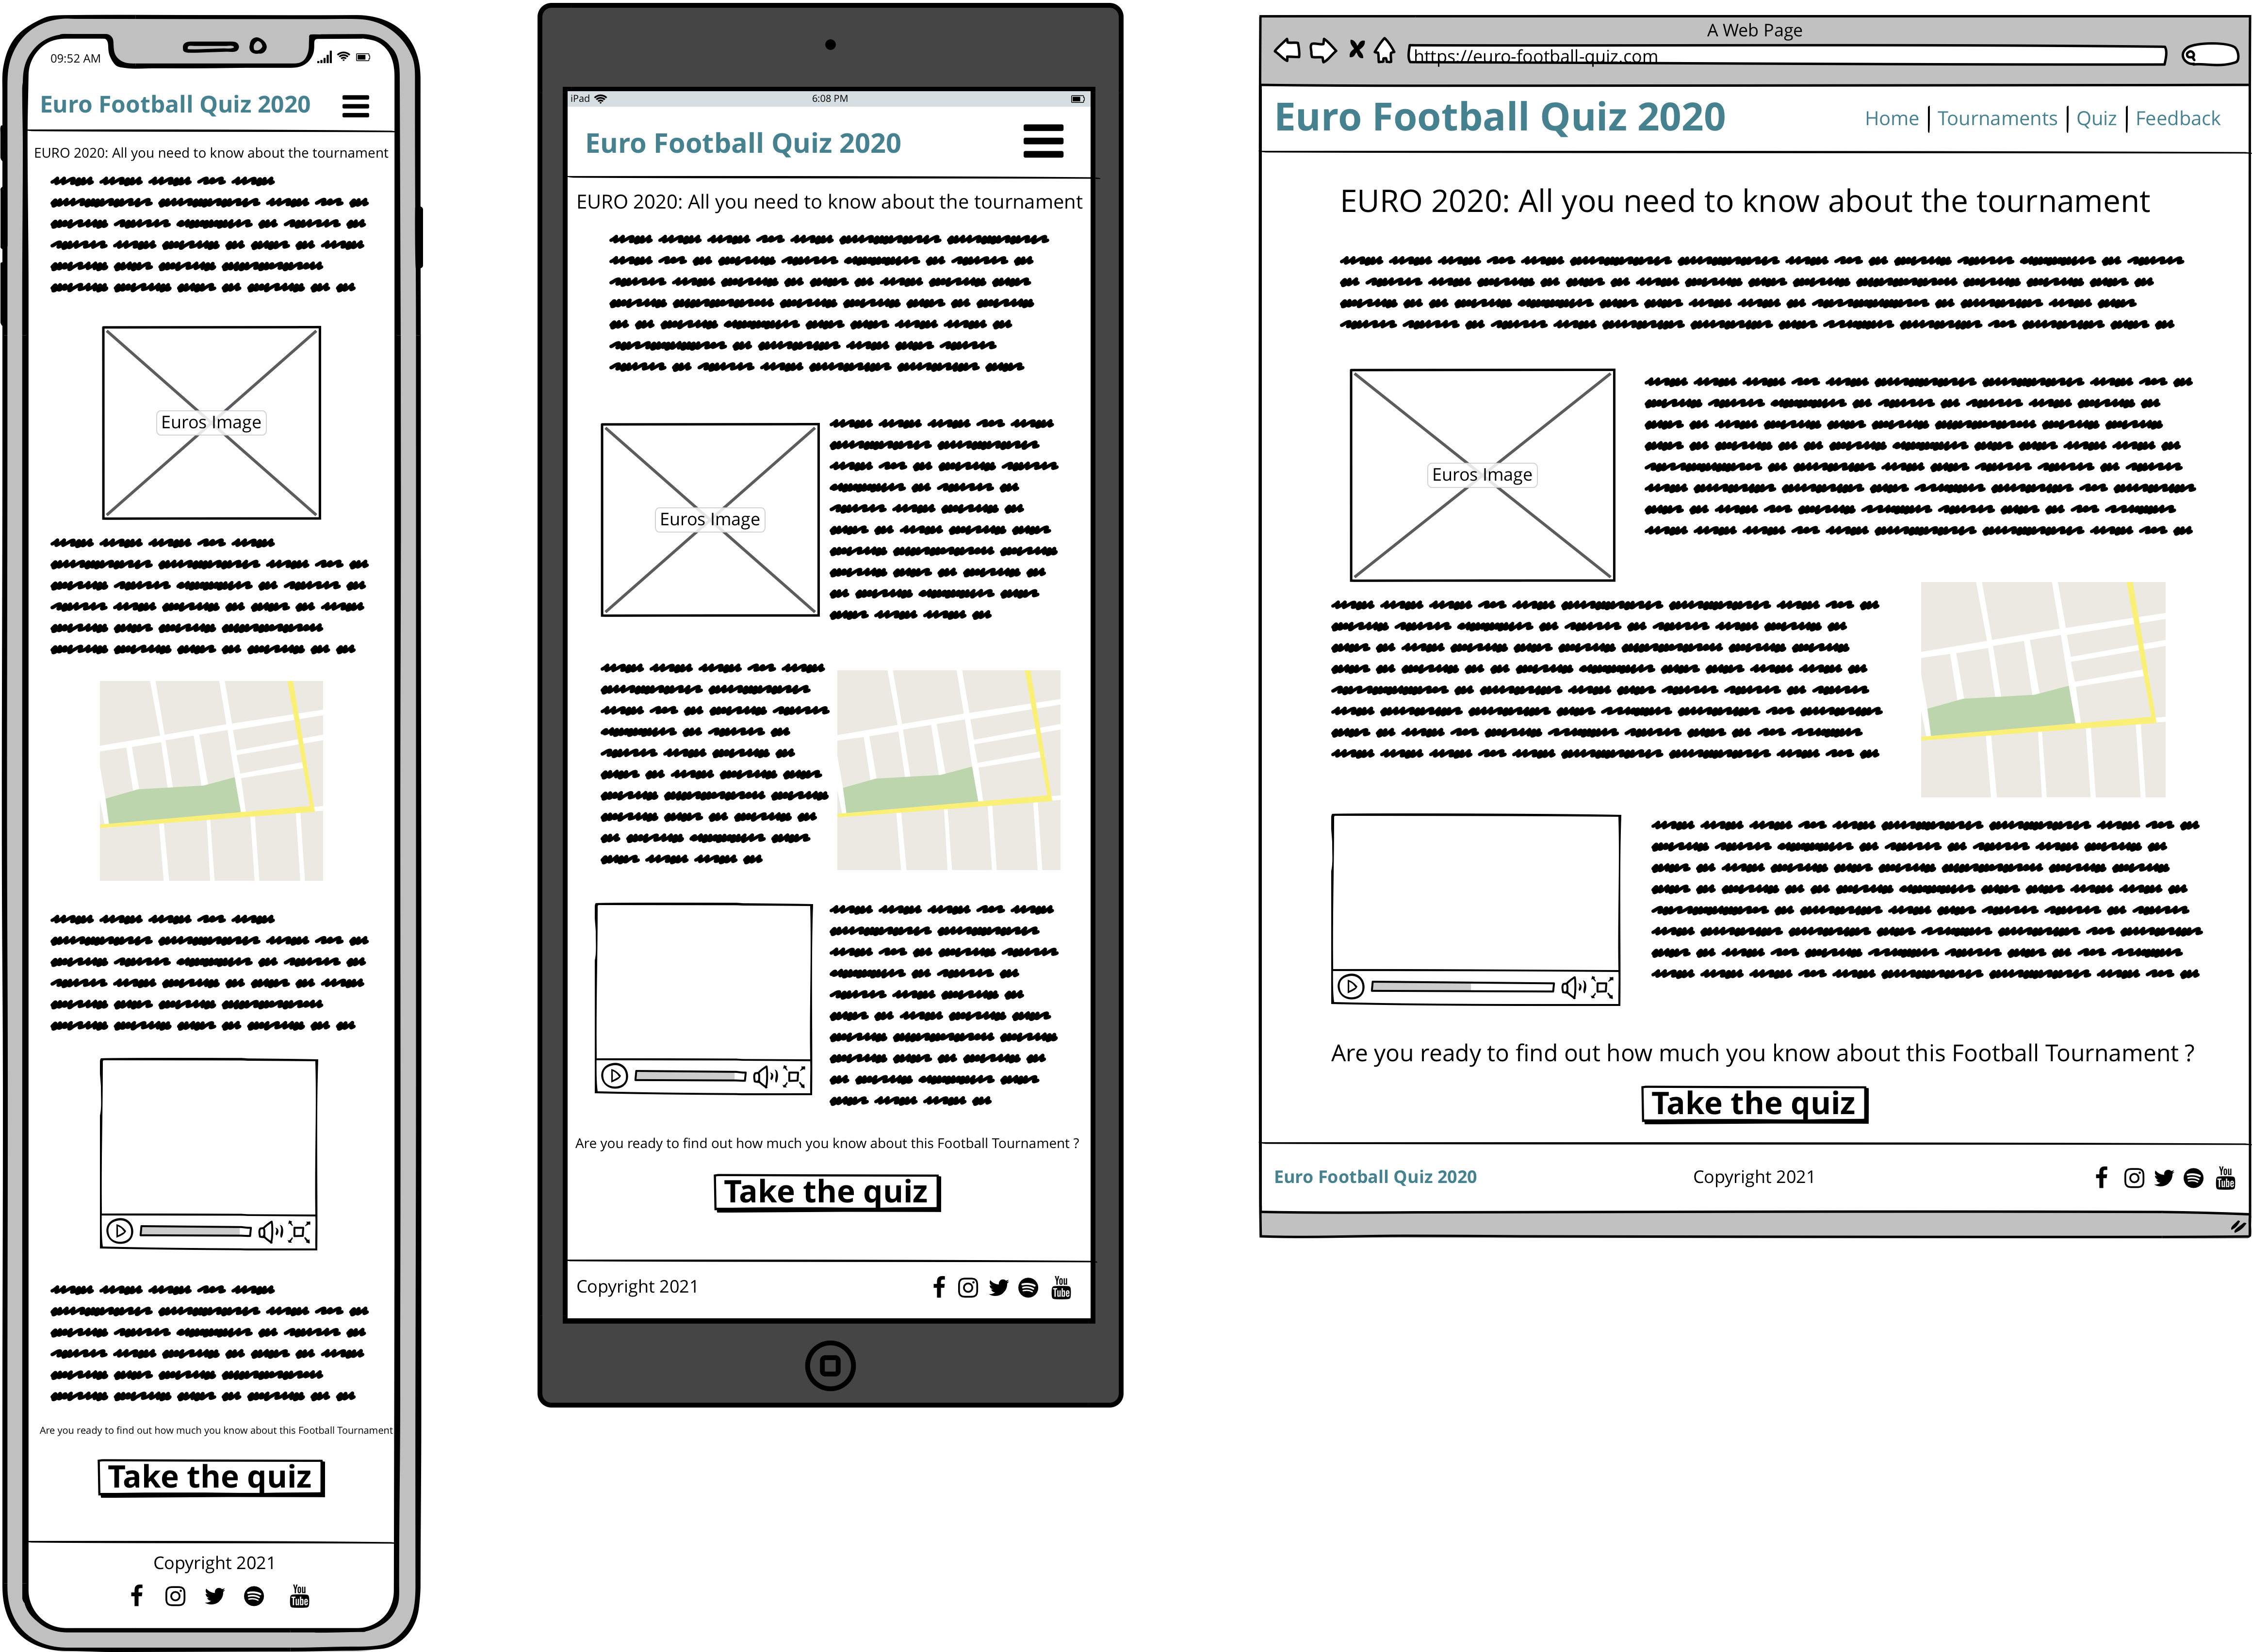 09:52 AM
Euro Football Quiz 2020
EURO 2020: All you need to know about the tournament
Euros Image
Are you ready to find out how much you know about this Football Tournament
Take the quiz
Copyright 2021
You
Tube
iPad
6:08 PM
Euro Football Quiz 2020
EURO 2020: All you need to know about the tournament
Euros Image
Are you ready to find out how much you know about this Football Tournament ?
Take the quiz
Copyright 2021
You
Tube
A Web Page
https://euro-football-quiz.com
Euro Football Quiz 2020
Home | Tournaments | Quiz | Feedback
EURO 2020: All you need to know about the tournament
Euros Image
Are you ready to find out how much you know about this Football Tournament ?
Take the quiz
Euro Football Quiz 2020
Copyright 2021
You
Tube